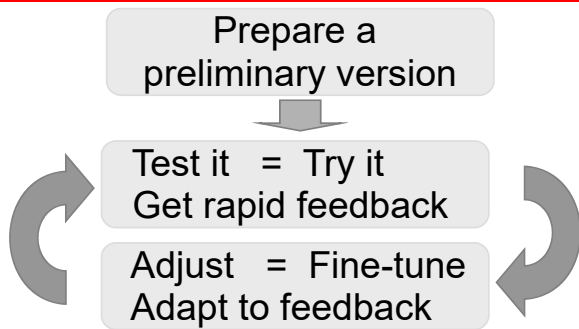 Prepare a
preliminary version
Test it = Try it
Get rapid feedback
Adjust = Fine-tune
Adapt to feedback